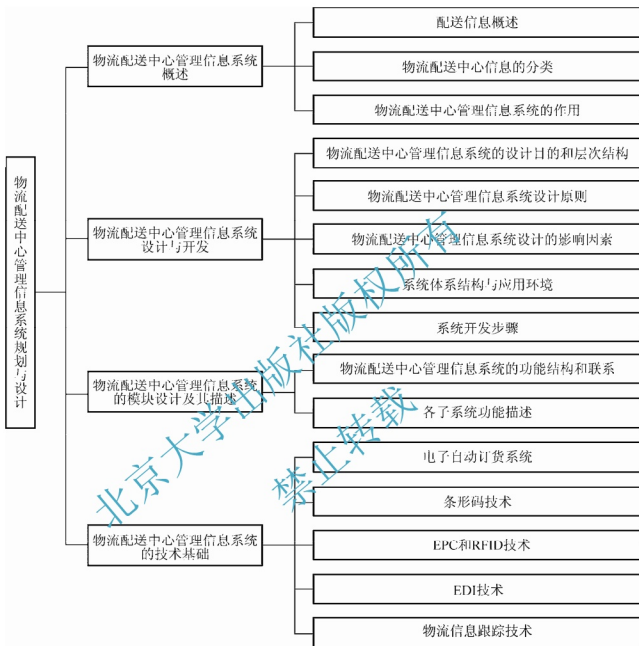 物流配送中心管理信息系统规划与设计
物流配送中心管理信息系统
概述
配送信息概述
物流配送中心信息的分类
物流配送中心管理信息系统的作用
物流配送中心管理信息系统
设计与开发
物流配送中心管理信息系统的设计目的和层次结构
物流配送中心管理信息系统设计原则
物流配送中心管理信息系统设计的影响因素
系统体系结构与应用环境
系统开发步骤
物流配送中心管理信息系统
的模块设计及其描述
物流配送中心管理信息系统的功能结构和联系
各子系统功能描述
物流配送中心管理信息系统
的技术基础
电子自动订货系统
条形码技术
EPC和RFID技术
EDI技术
物流信息跟踪技术
北京大学出版社版权所有
禁止转载